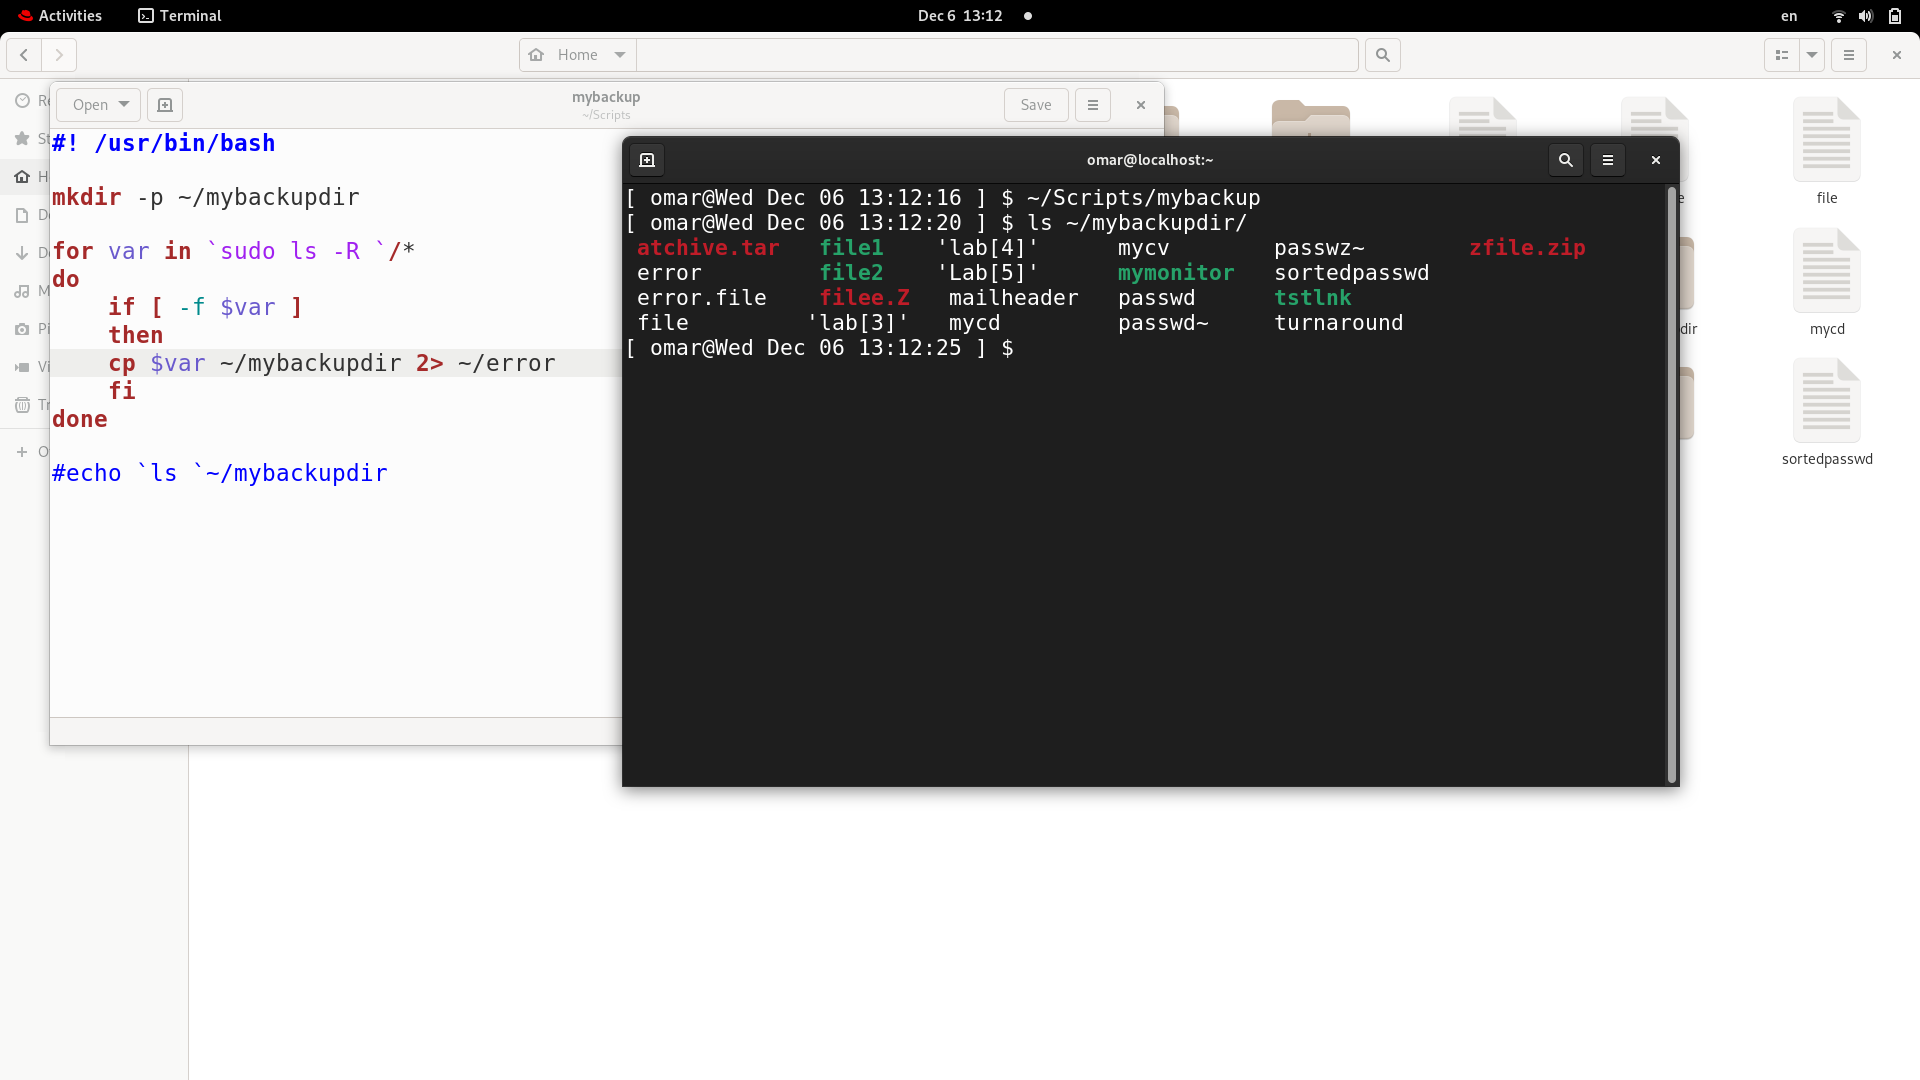 Activities Terminal Dec 6 13:12 en
Home
Open mybackup Save
~/Scripts
#! /usr/bin/bash
mkdir -p ~/mybackupdir
for var in `sudo ls -R `/*
do
if [ -f $var ]
then
cp $var ~/mybackupdir 2> ~/error
fi
done
#echo `ls `~/mybackupdir
omar@localhost:~
[ omar@Wed Dec 06 13:12:16 ] $ ~/Scripts/mybackup
[ omar@Wed Dec 06 13:12:20 ] $ ls ~/mybackupdir/
atchive.tar file1 'lab[4]' mycv passwz~ zfile.zip
error file2 'Lab[5]' mymonitor sortedpasswd
error.file filee.Z mailheader passwd tstlnk
file 'lab[3]' mycd passwd~ turnaround
[ omar@Wed Dec 06 13:12:25 ] $
file
mycd
sortedpasswd